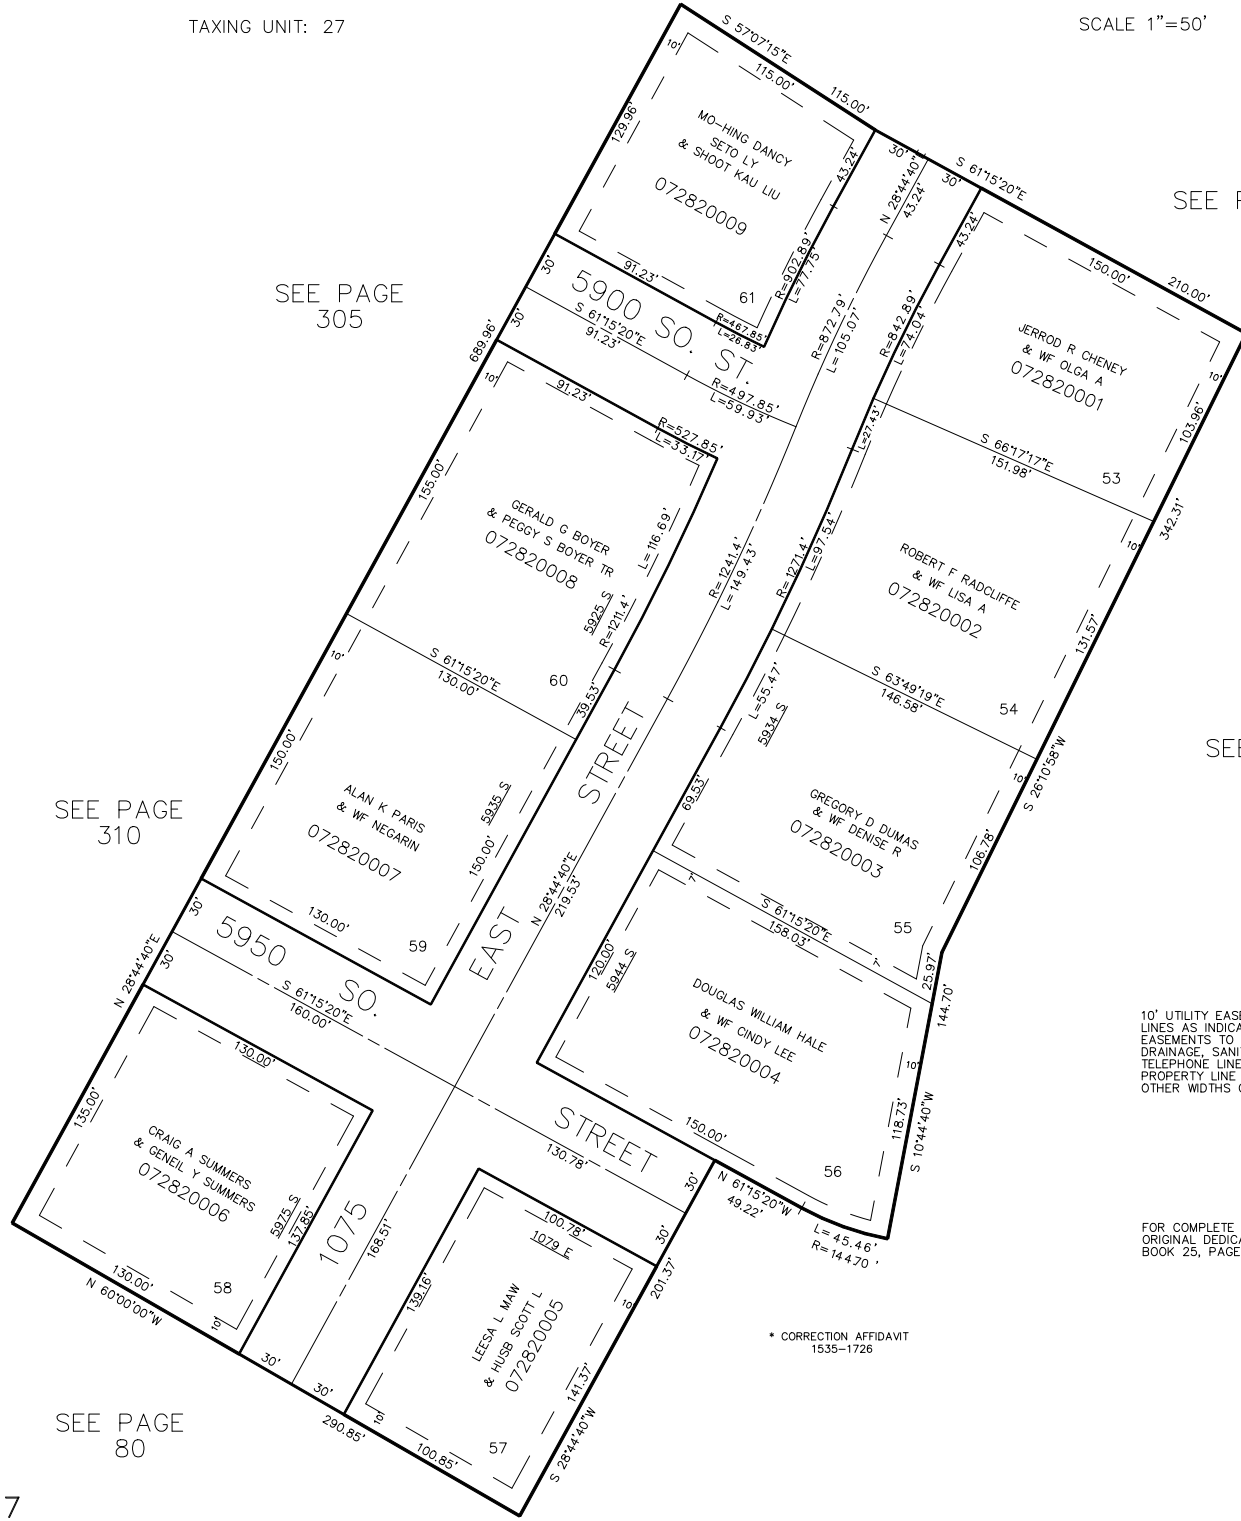 TAXING UNIT: 27
SCALE 1"=50'
S 57°07'15"E
115.00'
115.00'
10'
129.96'
MO-HING DANCY
SETO LY
& SHOOT KAU LIU
072820009
43.24'
R=902.89'
L=77.75'
91.23'
61
R=467.85'
L=26.83'
30'
30'
N 28°44'40"E
43.24'
S 61°15'20"E
43.24'
150.00'
210.00'
SEE
JERROD R CHENEY
& WF OLGA A
072820001
10'
103.96'
53
R=842.89'
L=74.04'
R=872.79'
L=105.07'
SEE PAGE
305
30'
30'
689.96'
5900 SO. ST.
S 61°15'20"E
91.23'
R=497.85'
L=59.93'
91.23'
R=527.85'
L=33.17'
10'
155.00'
GERALD G BOYER
& PEGGY S BOYER TR
072820008
L= 116.69'
R=1211.4'
5925 S
60
39.53'
R=1241.4'
L=149.43'
L=27.43'
S 66°17'17"E
151.98'
R=1271.4'
L=97.54'
ROBERT F RADCLIFFE
& WF LISA A
072820002
10'
131.57'
342.31'
54
S 61°15'20"E
130.00'
10'
150.00'
ALAN K PARIS
& WF NEGARIN
072820007
5935 S
150.00'
130.00'
59
S 63°49'19"E
146.58'
L=55.47'
5934 S
69.53'
GREGORY D DUMAS
& WF DENISE R
072820003
10'
106.78'
S 26°10'58"W
55
25.97'
SEE
SEE PAGE
310
EAST STREET
N 28°44'40"E
219.53'
7
S 61°15'20"E
158.03'
7
144.70'
120.00'
5944 S
DOUGLAS WILLIAM HALE
& WF CINDY LEE
072820004
10'
118.73'
S 10°44'40"W
150.00'
56
30'
30'
N 28°44'40"E
5950 SO.
S 61°15'20"E
160.00'
STREET
130.78'
30'
30'
N 61°15'20"W
49.22'
L= 45.46'
R=144.70 '
10' UTILITY
LINES AS
EASEMENTS TO
DRAINAGE,
TELEPHONE
PROPERTY LINE
OTHER WIDTHS
130.00'
135.00'
CRAIG A SUMMERS
& GENEIL Y SUMMERS
072820006
5975 S
137.85'
130.00'
58
10'
N 60°00'00"W
1075
168.51'
30'
30'
290.85'
100.78'
1079 E
139.16'
LEESA L MAW
& HUSB SCOTT L
072820005
10'
201.37'
141.37'
S 28°44'40"W
57
10'
100.85'
FOR COMPLETE
ORIGINAL
BOOK 25, PAGE
* CORRECTION AFFIDAVIT
1535-1726
SEE PAGE
80
7